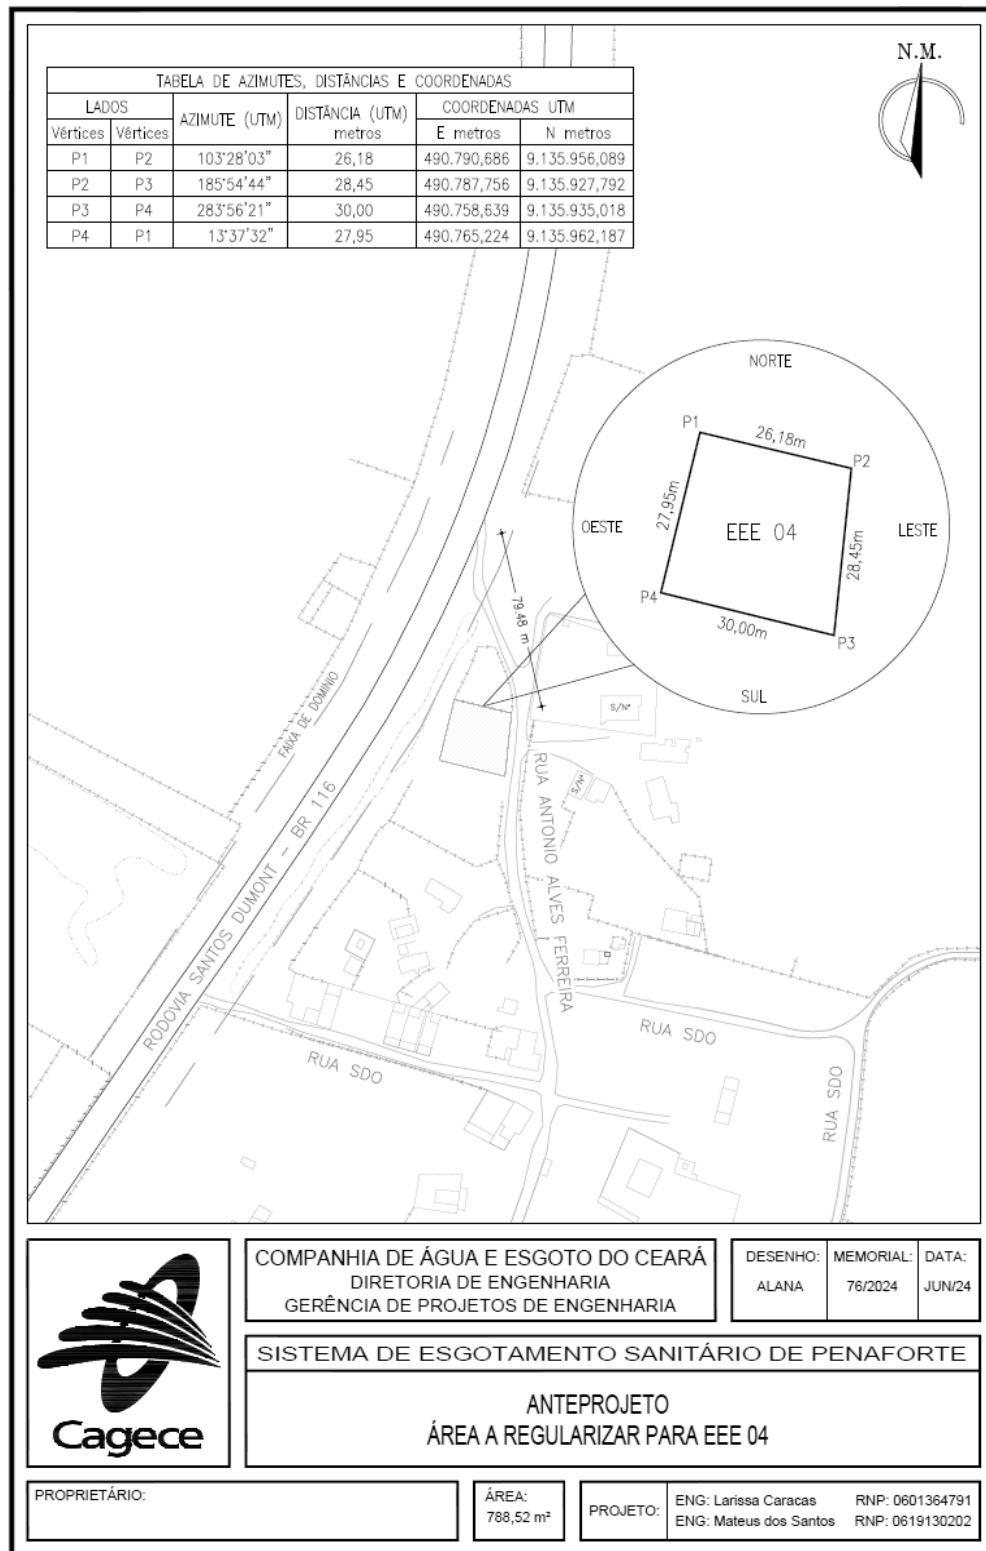 N.M.
TABELA DE AZIMUTES, DISTÂNCIAS E COORDENADAS
LADOS AZIMUTE (UTM) DISTÂNCIA (UTM) metros COORDENADAS UTM
Vértices Vértices E metros N metros
P1 P2 103°28'03" 26,18 490.790,686 9.135.956,089
P2 P3 185°54'44" 28,45 490.787,756 9.135.927,792
P3 P4 283°56'21" 30,00 490.758,639 9.135.935,018
P4 P1 13°37'32" 27,95 490.765,224 9.135.962,187
NORTE
P1
26,18m
P2
27,95m
OESTE
EEE 04
LESTE
28,45m
P4
30,00m
P3
SUL
79.48 m
S/Nº
FAIXA DE DOMINIO
S/Nº
RUA ANTONIO ALVES FERREIRA
RODOVIA SANTOS DUMONT - BR 116
RUA SDO
RUA SDO
RUA SDO
Cagece
COMPANHIA DE ÁGUA E ESGOTO DO CEARÁ
DIRETORIA DE ENGENHARIA
GERÊNCIA DE PROJETOS DE ENGENHARIA
DESENHO: MEMORIAL: DATA:
ALANA 76/2024 JUN/24
SISTEMA DE ESGOTAMENTO SANITÁRIO DE PENAFORTE
ANTEPROJETO
ÁREA A REGULARIZAR PARA EEE 04
PROPRIETÁRIO:
ÁREA:
788,52 m²
PROJETO:
ENG: Larissa Caracas RNP: 0601364791
ENG: Mateus dos Santos RNP: 0619130202